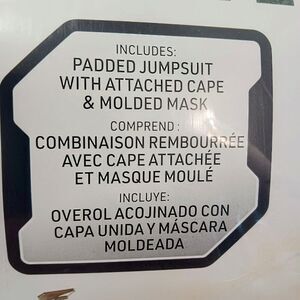 INCLUDES:
PADDED JUMPSUIT
WITH ATTACHED CAPE
& MOLDED MASK
COMPREND :
COMBINAISON REMBOURRÉE
AVEC CAPE ATTACHÉE
ET MASQUE MOULÉ
INCLUYE:
OVEROL ACOJINADO CON
CAPA UNIDA Y MÁSCARA
MOLDEADA